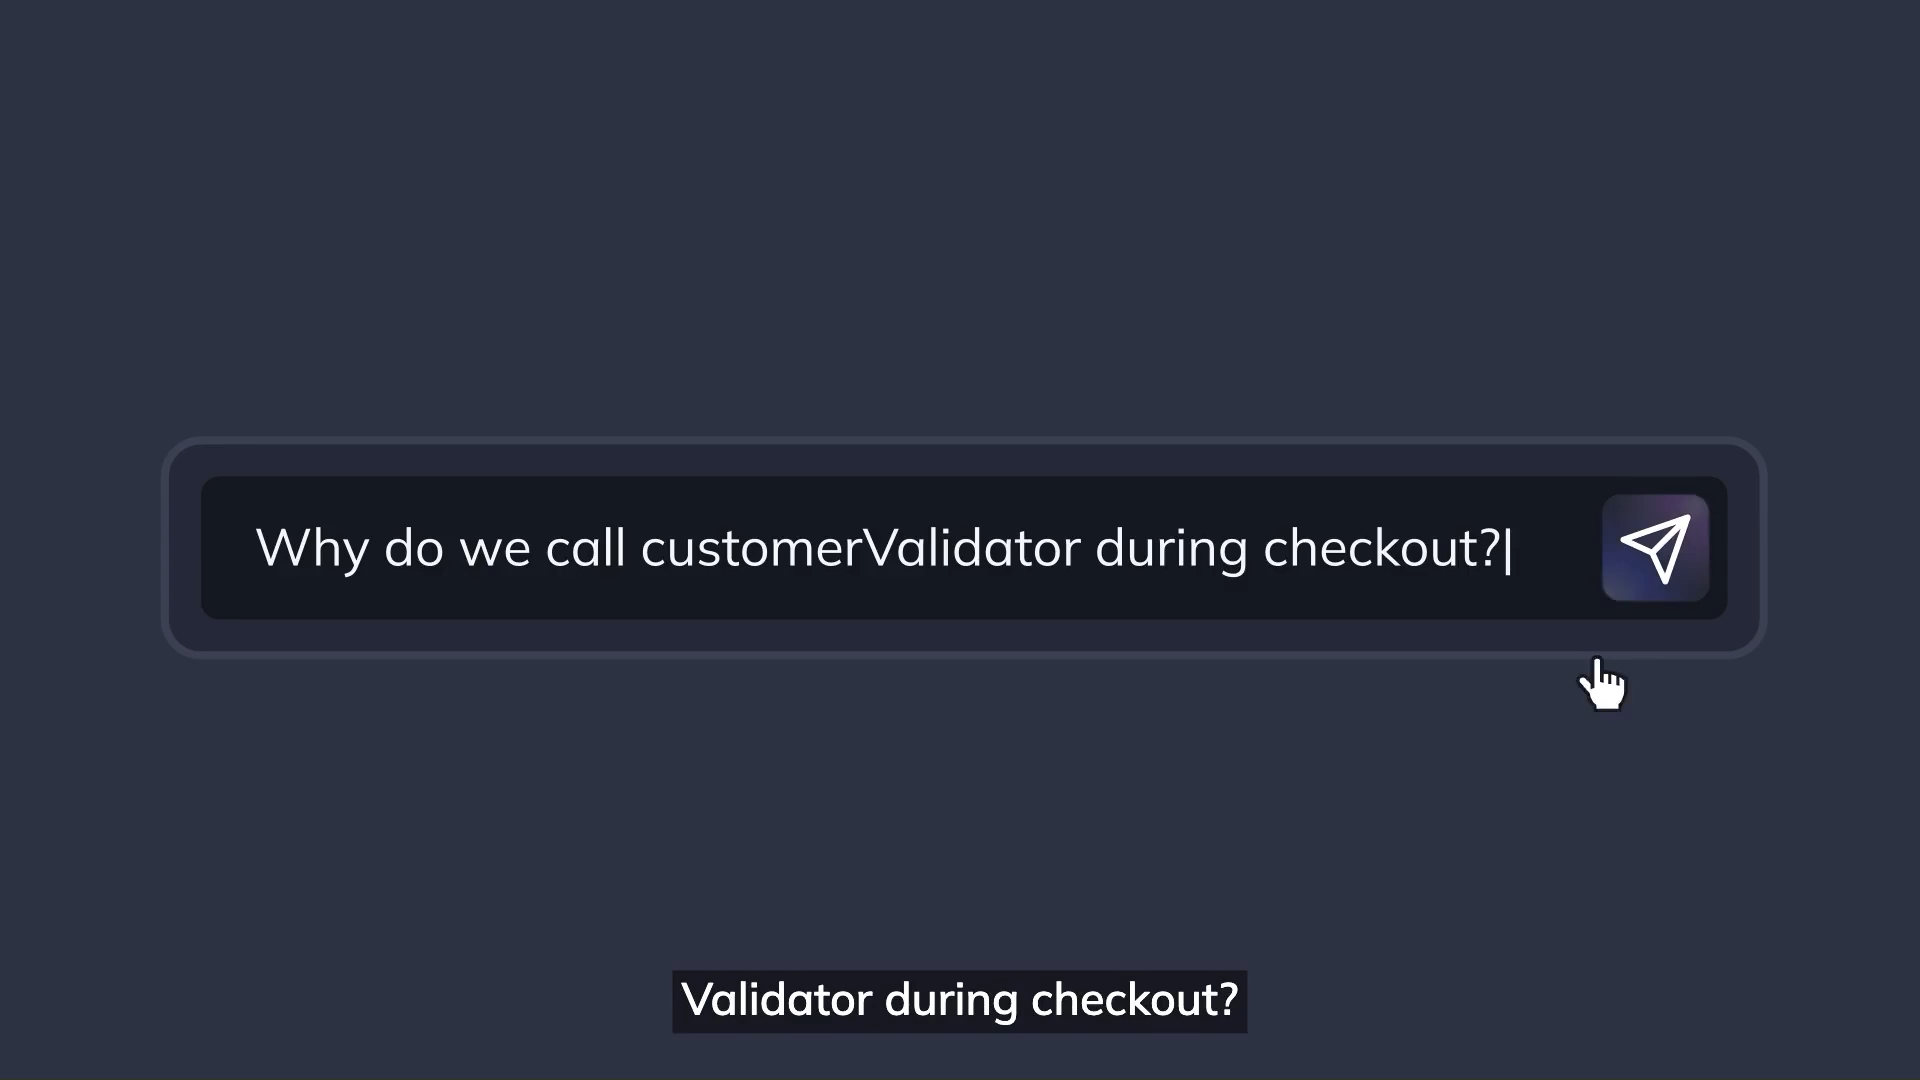 Why do we call customerValidator during checkout?
Validator during checkout?